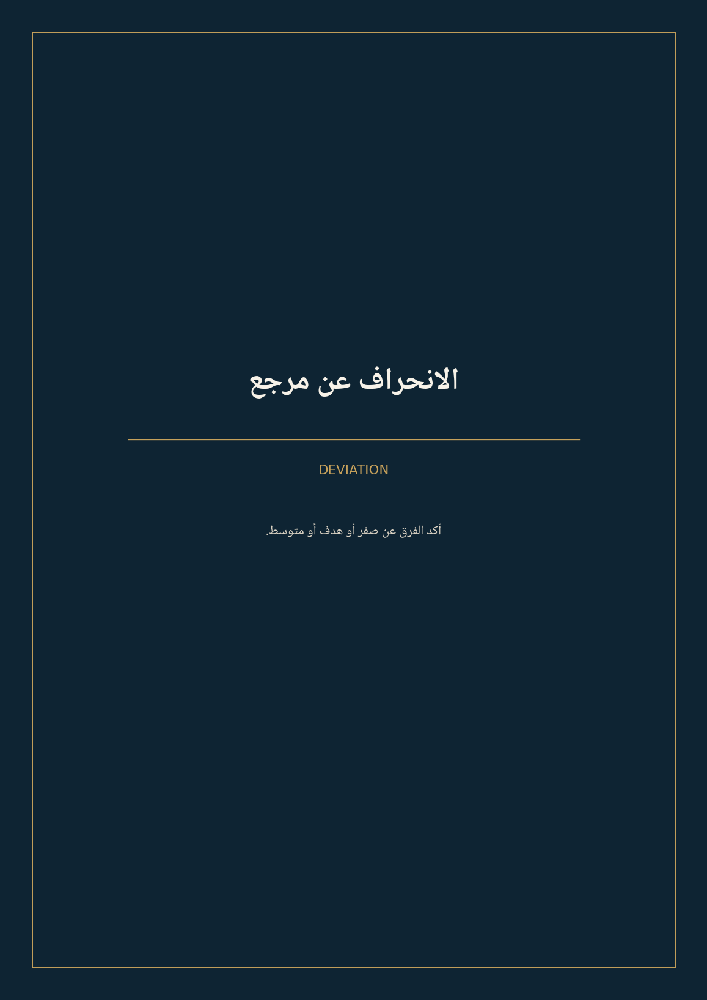 الانحراف عن مرجع
DEVIATION
أكد الفرق عن صفر أو هدف أو متوسط.